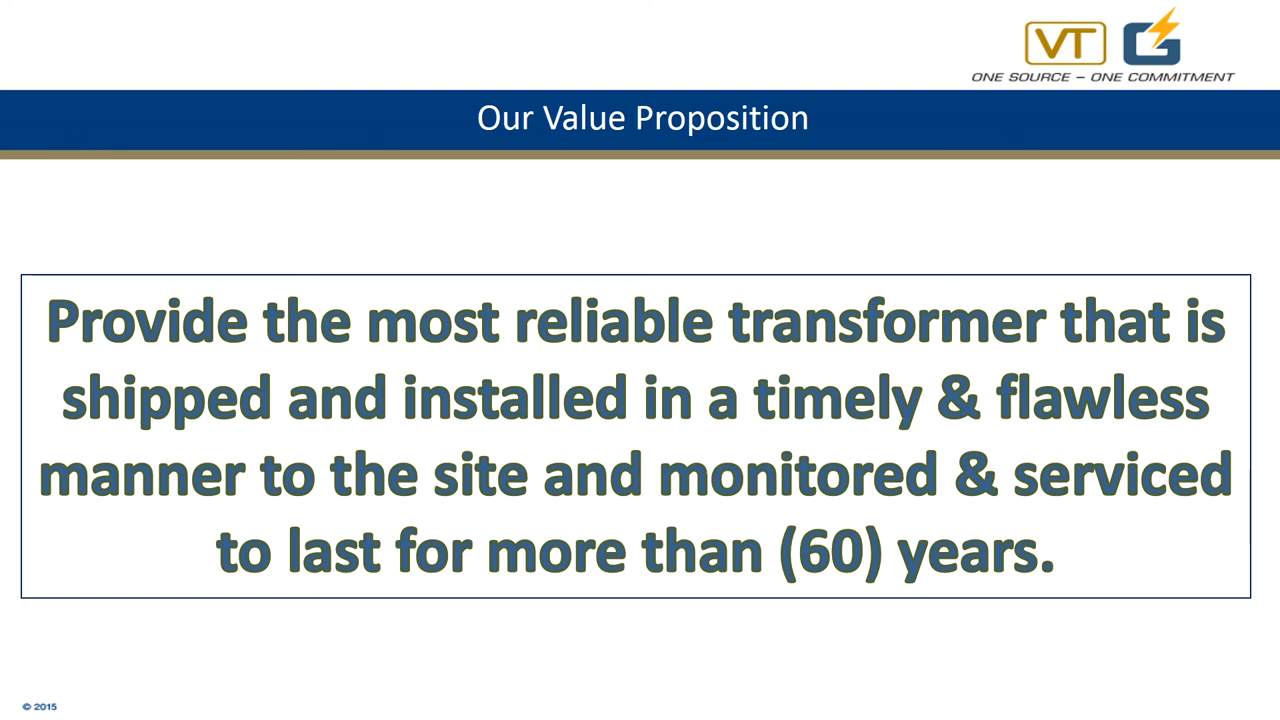 VT G
ONE SOURCE – ONE COMMITMENT
Our Value Proposition
Provide the most reliable transformer that is
shipped and installed in a timely & flawless
manner to the site and monitored & serviced
to last for more than (60) years.
© 2015